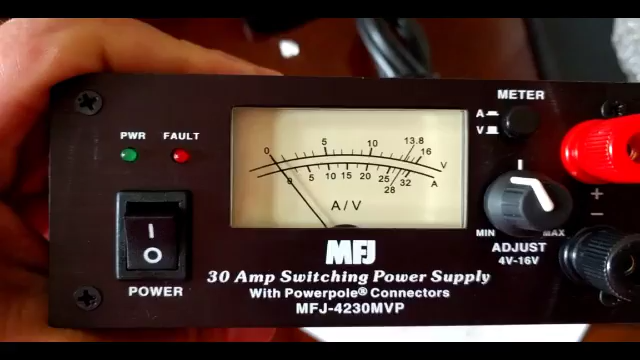 METER
A
V
PWR FAULT
0 5 10 13.8 16 V
0 5 10 15 20 25 28 32 A
A/V
I
O
POWER
MIN MAX
ADJUST
4V-16V
+
−
MFJ
30 Amp Switching Power Supply
With Powerpole® Connectors
MFJ-4230MVP